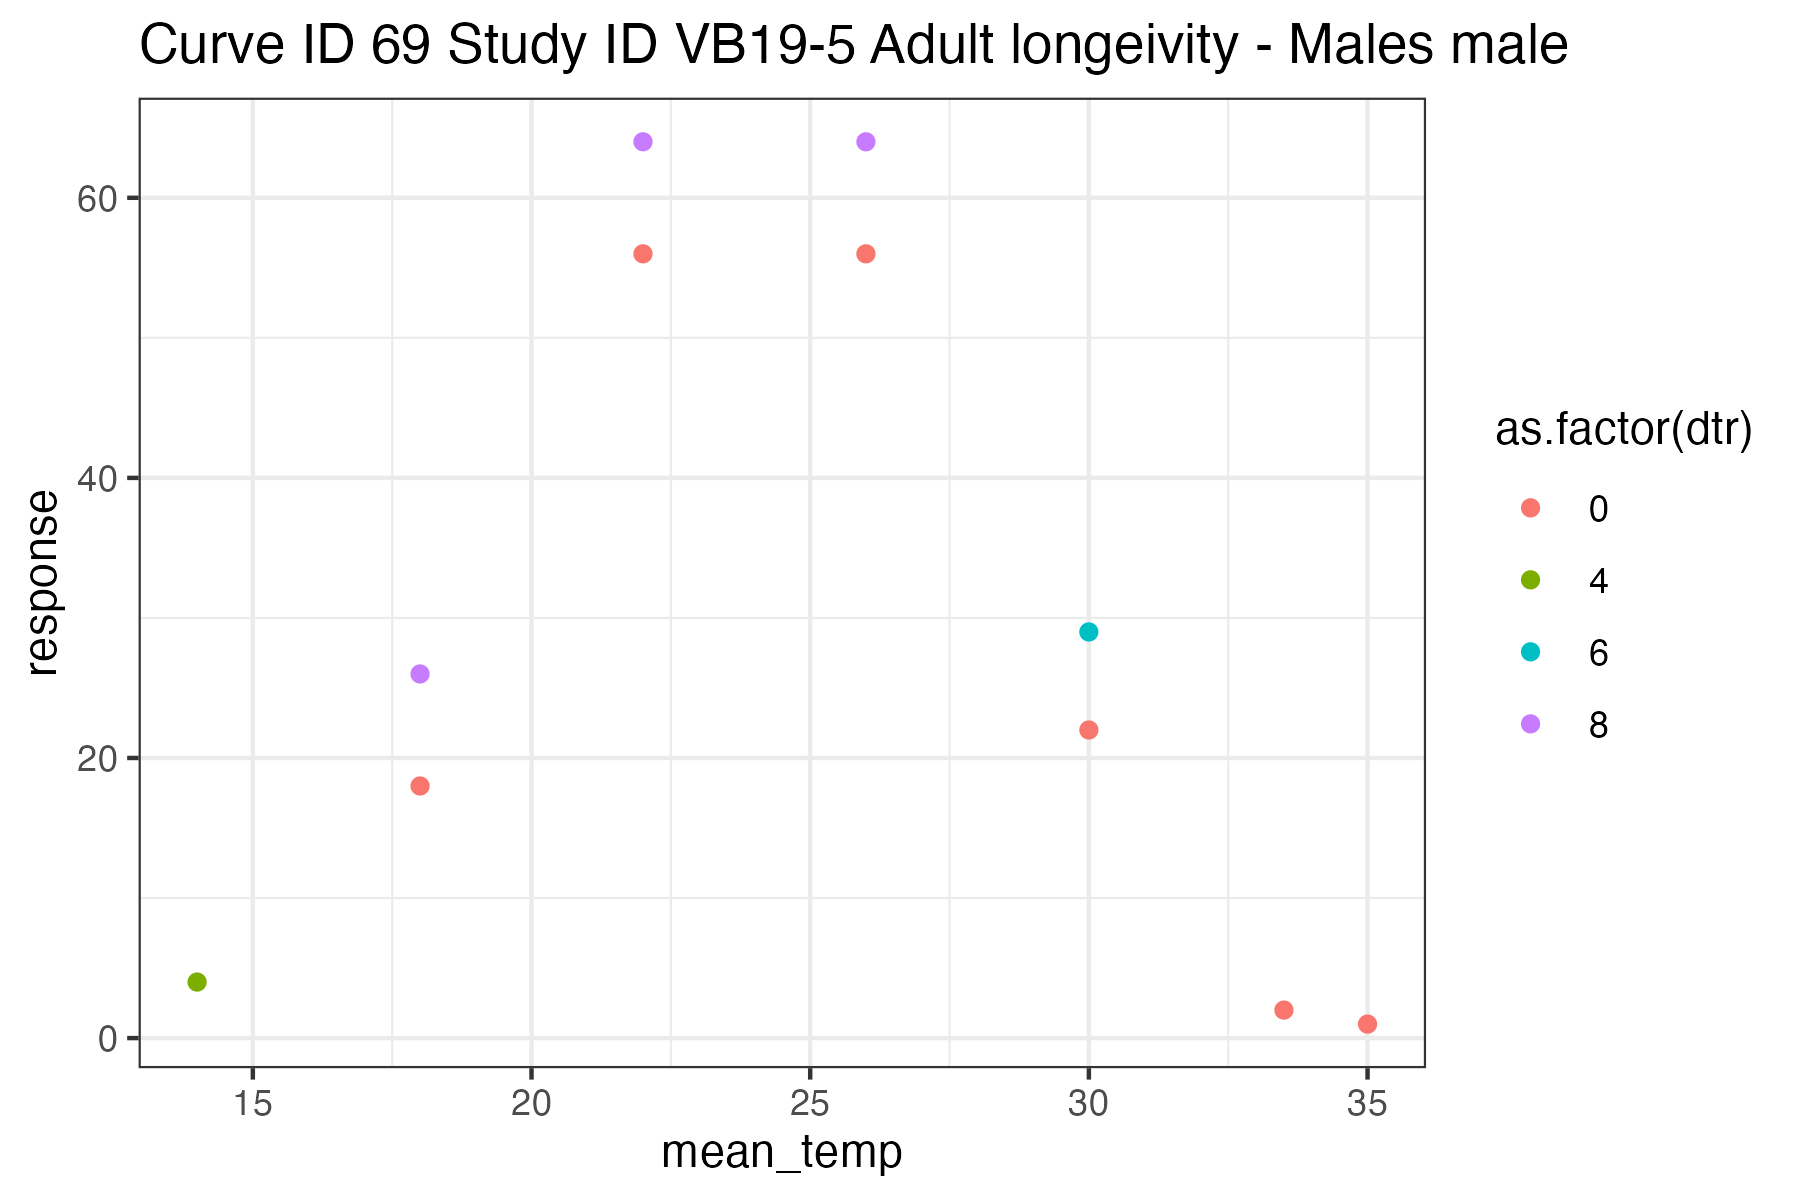 Curve ID 69 Study ID VB19-5 Adult longeivity - Males male
60
40
20
0
response
15 20 25 30 35
mean_temp
as.factor(dtr)
0
4
6
8